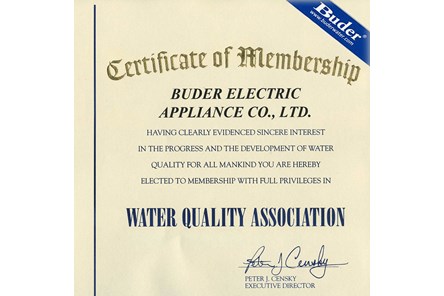 Buder®
www.buderwater.com
Certificate of Membership
BUDER ELECTRIC
APPLIANCE CO., LTD.
HAVING CLEARLY EVIDENCED SINCERE INTEREST
IN THE PROGRESS AND THE DEVELOPMENT OF WATER
QUALITY FOR ALL MANKIND YOU ARE HEREBY
ELECTED TO MEMBERSHIP WITH FULL PRIVILEGES IN
WATER QUALITY ASSOCIATION
Peter J Censky
PETER J. CENSKY
EXECUTIVE DIRECTOR